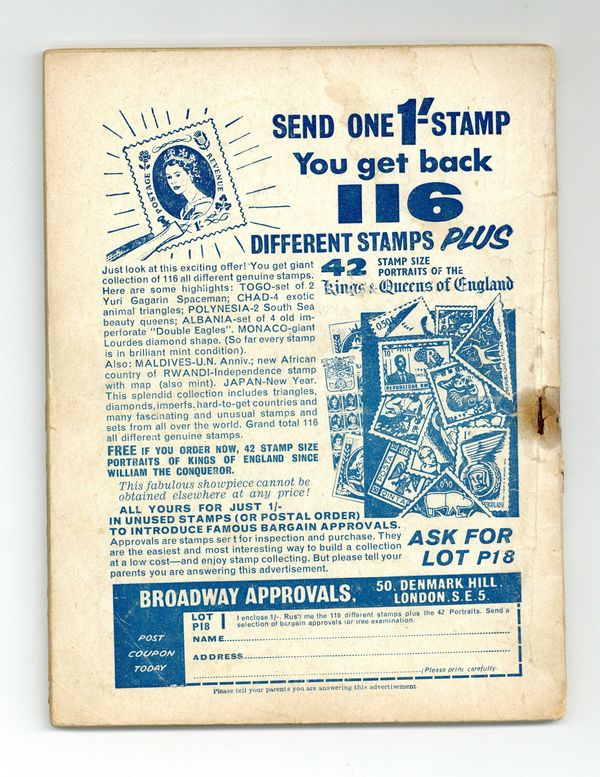 SEND ONE 1/- STAMP
You get back
116
DIFFERENT STAMPS PLUS
POSTAGE REVENUE
1/-
42 STAMP SIZE
PORTRAITS OF THE
Kings & Queens of England
Just look at this exciting offer! You get giant
collection of 116 all different genuine stamps.
Here are some highlights: TOGO-set of 2
Yuri Gagarin Spaceman; CHAD-4 exotic
animal triangles; POLYNESIA-2 South Sea
beauty queens; ALBANIA-set of 4 old im-
perforate "Double Eagles". MONACO-giant
Lourdes diamond shape. (So far every stamp
is in brilliant mint condition).
Also: MALDIVES-U.N. Anniv.; new African
country of RWANDI-Independence stamp
with map (also mint). JAPAN-New Year.
This splendid collection includes triangles,
diamonds, imperfs, hard-to-get countries and
many fascinating and unusual stamps and
sets from all over the world. Grand total 116
all different genuine stamps.
FREE IF YOU ORDER NOW, 42 STAMP SIZE
PORTRAITS OF KINGS OF ENGLAND SINCE
WILLIAM THE CONQUEROR.
This fabulous showpiece cannot be
obtained elsewhere at any price!
ALL YOURS FOR JUST 1/-
IN UNUSED STAMPS (OR POSTAL ORDER)
TO INTRODUCE FAMOUS BARGAIN APPROVALS.
Approvals are stamps sert for inspection and purchase. They
are the easiest and most interesting way to build a collection
at a low cost—and enjoy stamp collecting. But please tell your
parents you are answering this advertisement.
ASK FOR
LOT P18
BROADWAY APPROVALS, 50, DENMARK HILL,
LONDON. S.E.5.
POST
COUPON
TODAY
LOT
P18
I enclose 1/-. Rush me the 116 different stamps plus the 42 Portraits. Send a
selection of bargain approvals for free examination.
NAME
ADDRESS
(Please print carefully
Please tell your parents you are answering this advertisement